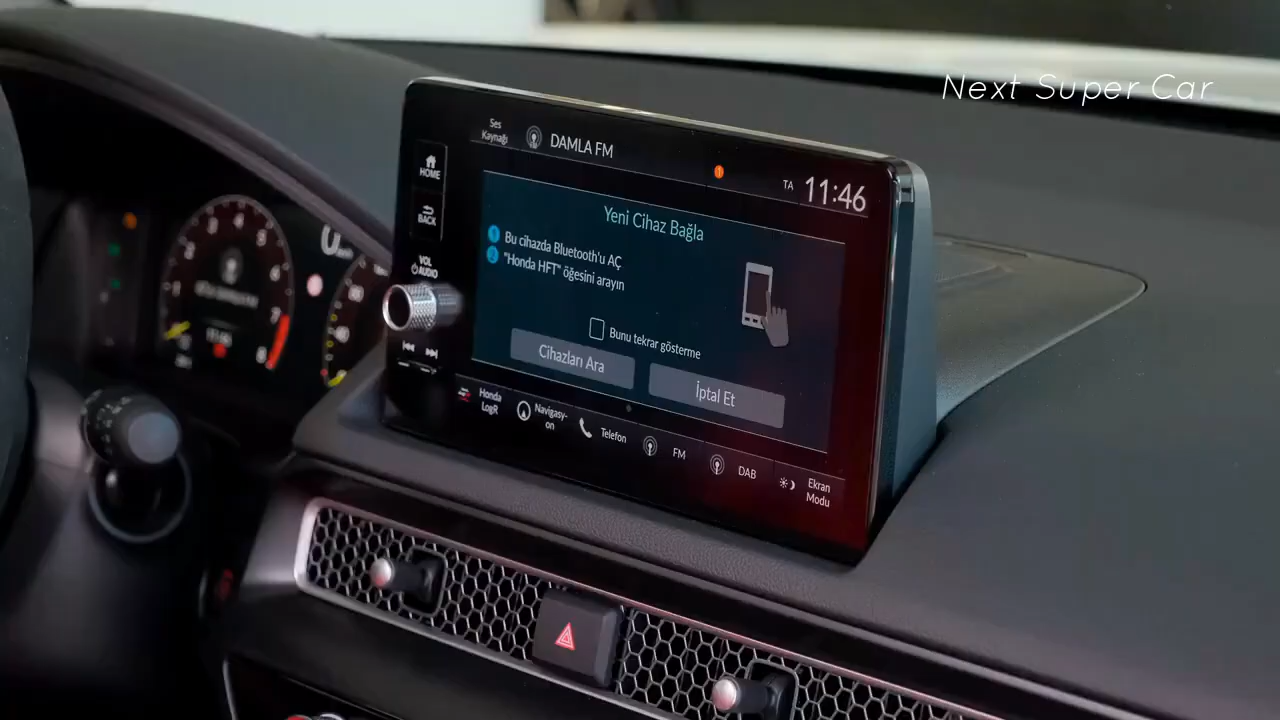 Next Super Car
Ses
Kaynağı
DAMLA FM
TA
11:46
HOME
BACK
VOL
AUDIO
Yeni Cihaz Bağla
1 Bu cihazda Bluetooth'u AÇ
2 "Honda HFT" öğesini arayın
Bunu tekrar gösterme
Cihazları Ara
İptal Et
Honda
LogR
Navigasy-
on
Telefon
FM
DAB
Ekran
Modu